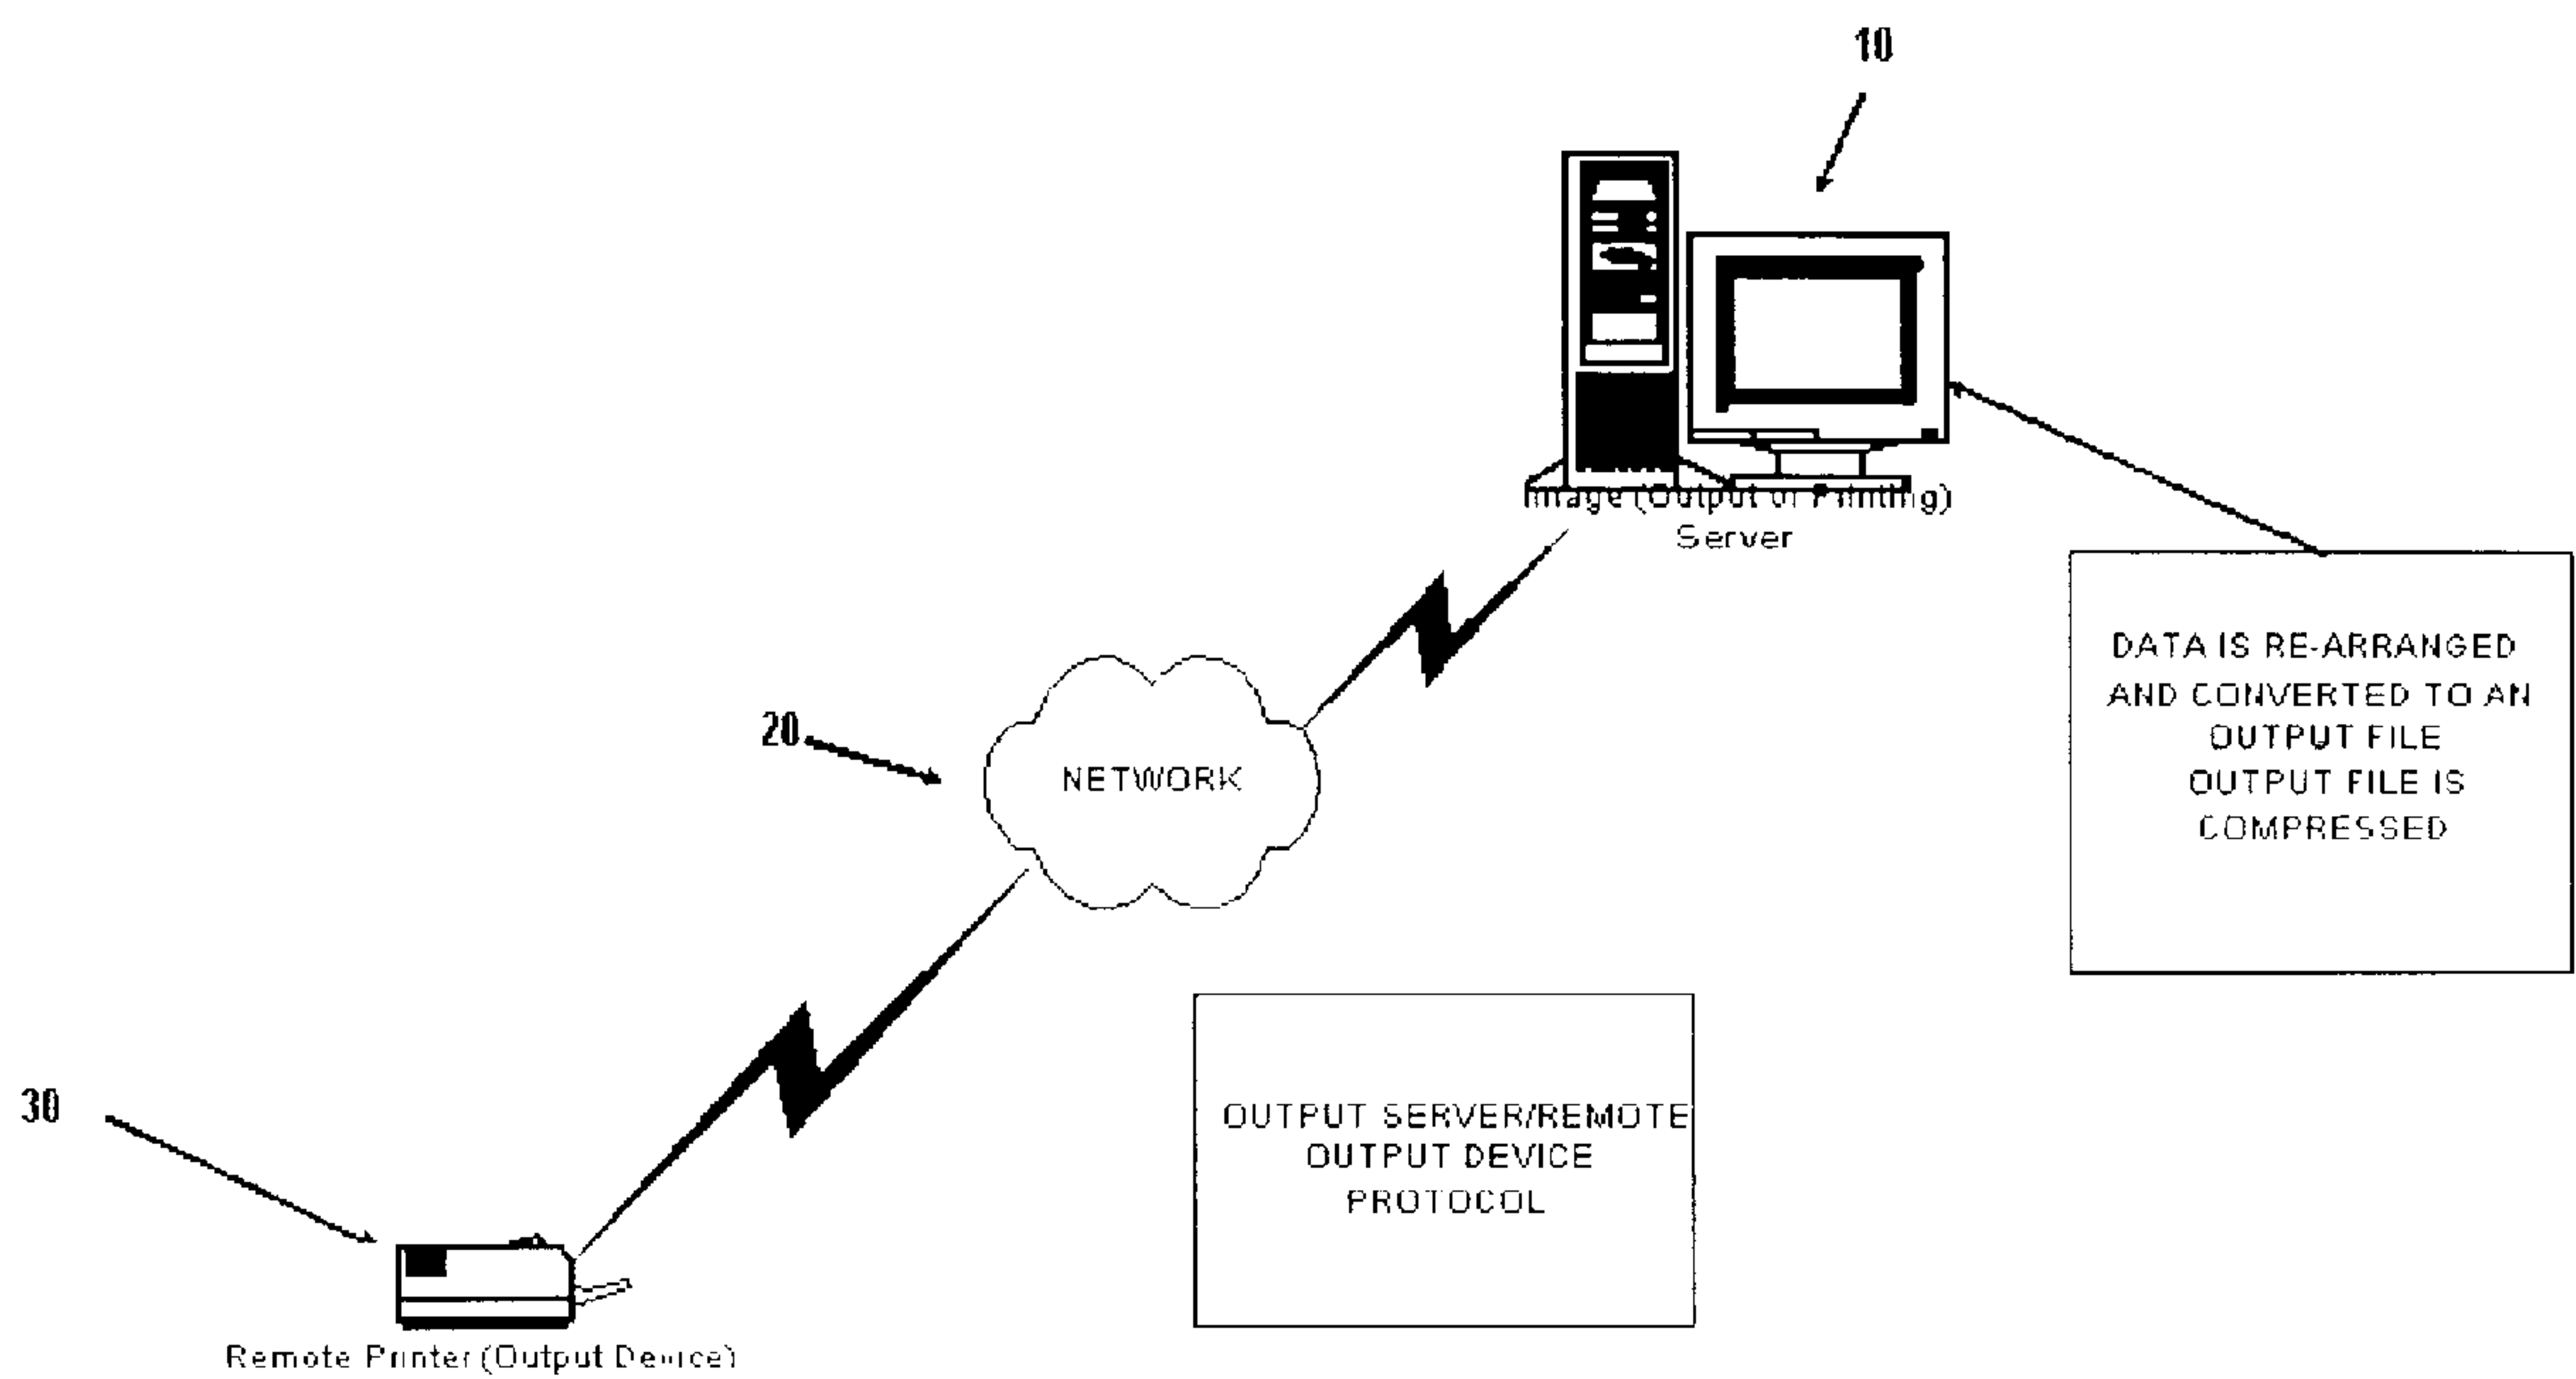 10
Image (Output or Printing)
Server
DATA IS RE-ARRANGED
AND CONVERTED TO AN
OUTPUT FILE
OUTPUT FILE IS
COMPRESSED
20
NETWORK
OUTPUT SERVER/REMOTE
OUTPUT DEVICE
PROTOCOL
30
Remote Printer (Output Device)